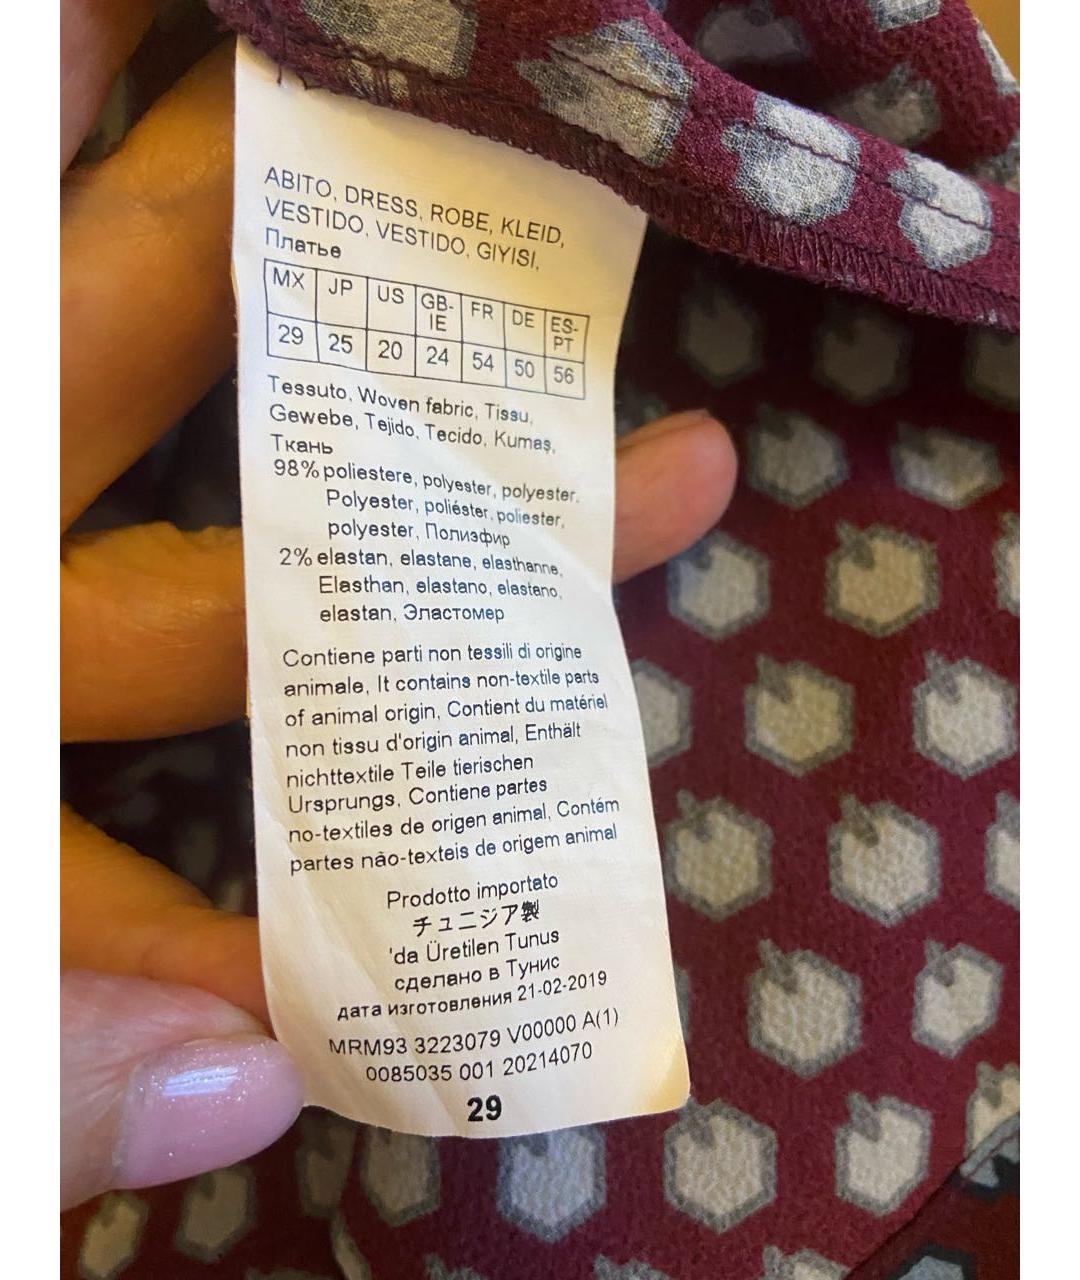 ABITO, DRESS, ROBE, KLEID,
VESTIDO, VESTIDO, GIYISI,
Платье
MX JP US GB-IE FR DE ES-PT
29 25 20 24 54 50 56
Tessuto, Woven fabric, Tissu,
Gewebe, Tejido, Tecido, Kumaş,
Ткань
98% poliestere, polyester, polyester,
Polyester, poliéster, poliester,
polyester, Полиэфир
2% elastan, elastane, elasthanne,
Elasthan, elastano, elastano,
elastan, Эластомер
Contiene parti non tessili di origine
animale, It contains non-textile parts
of animal origin, Contient du matériel
non tissu d'origin animal, Enthält
nichttextile Teile tierischen
Ursprungs, Contiene partes
no-textiles de origen animal, Contém
partes não-texteis de origem animal
Prodotto importato
チュニジア製
'da Üretilen Tunus
сделано в Тунис
дата изготовления 21-02-2019
MRM93 3223079 V00000 A(1)
0085035 001 20214070
29